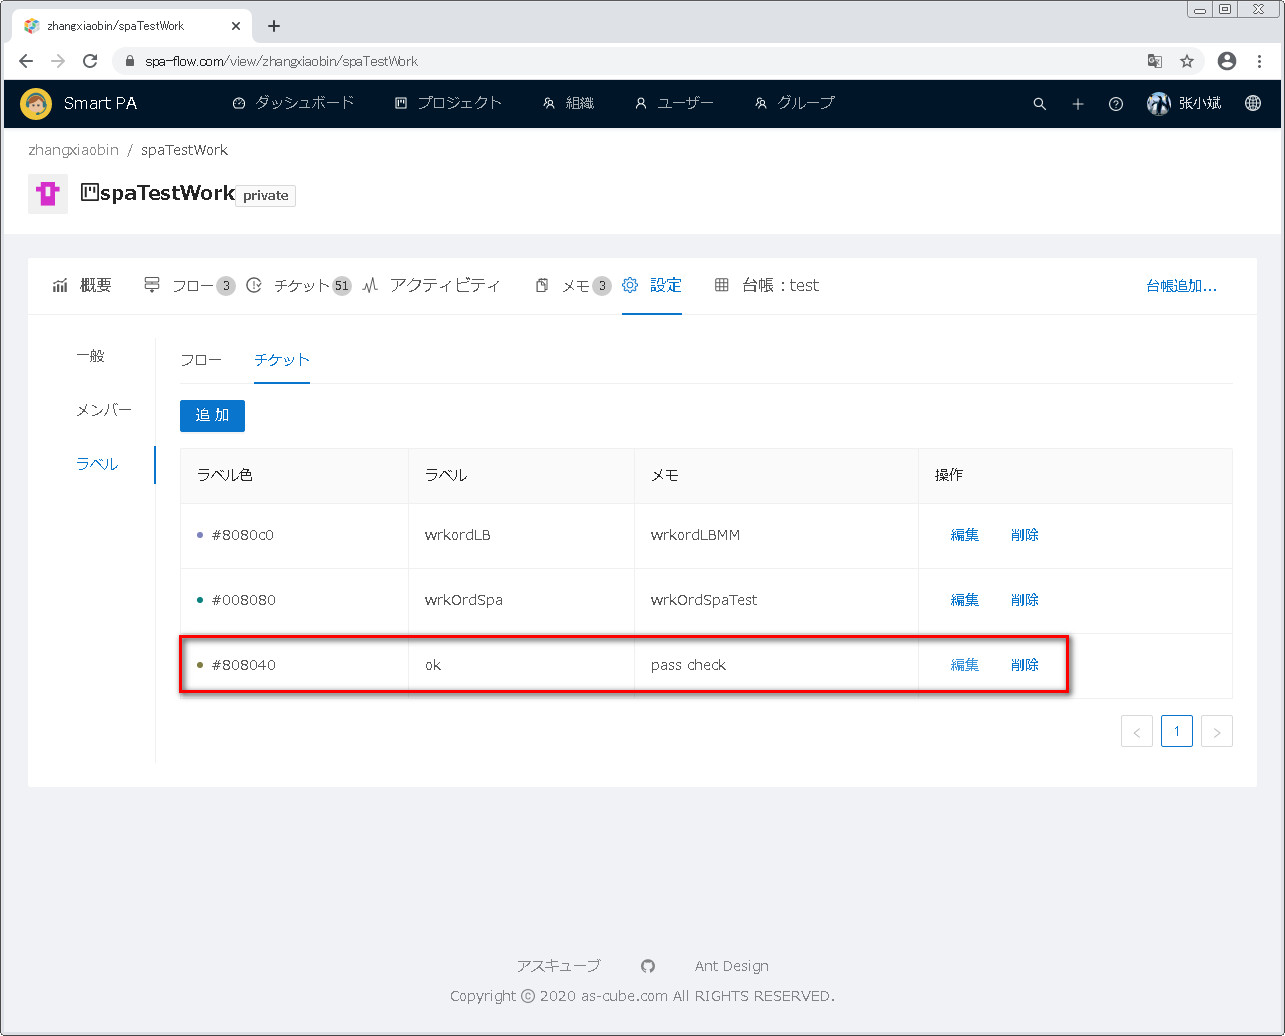 zhangxiaobin/spaTestWork
spa-flow.com/view/zhangxiaobin/spaTestWork
Smart PA ダッシュボード プロジェクト 組織 ユーザー グループ 张小斌
zhangxiaobin / spaTestWork
spaTestWork private
概要 フロー 3 チケット 51 アクティビティ メモ 3 設定 台帳：test 台帳追加...
一般
メンバー
ラベル
フロー チケット
追 加
ラベル色 ラベル メモ 操作
#8080c0 wrkordLB wrkordLBMM 編集 削除
#008080 wrkOrdSpa wrkOrdSpaTest 編集 削除
#808040 ok pass check 編集 削除
< 1 >
アスキューブ Ant Design
Copyright © 2020 as-cube.com All RIGHTS RESERVED.